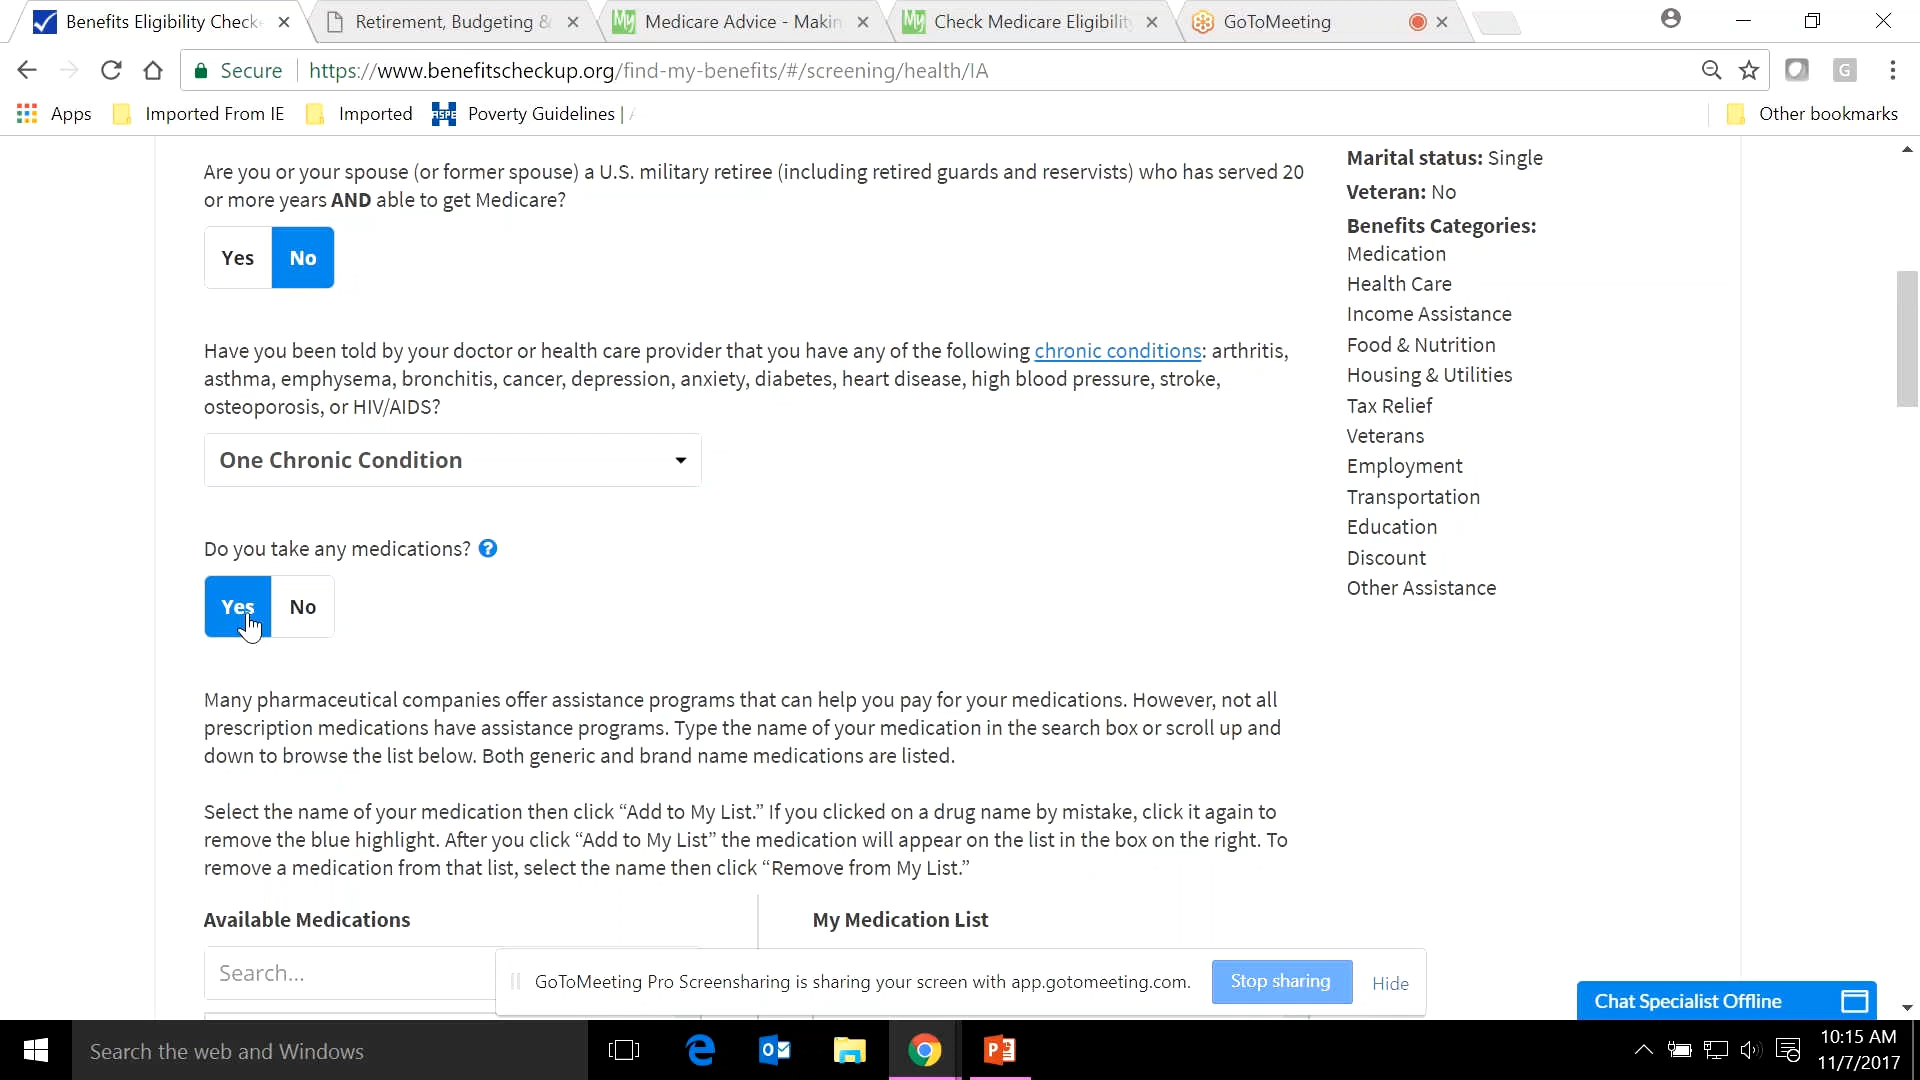 Benefits Eligibility Checke
Retirement, Budgeting &
Medicare Advice - Makin
Check Medicare Eligibility
GoToMeeting
Secure
https://www.benefitscheckup.org/find-my-benefits/#/screening/health/IA
G
Apps
Imported From IE
Imported
Poverty Guidelines |
Other bookmarks
Are you or your spouse (or former spouse) a U.S. military retiree (including retired guards and reservists) who has served 20
or more years AND able to get Medicare?
Yes
No
Have you been told by your doctor or health care provider that you have any of the following chronic conditions: arthritis,
asthma, emphysema, bronchitis, cancer, depression, anxiety, diabetes, heart disease, high blood pressure, stroke,
osteoporosis, or HIV/AIDS?
One Chronic Condition
Do you take any medications? ?
Yes
No
Many pharmaceutical companies offer assistance programs that can help you pay for your medications. However, not all
prescription medications have assistance programs. Type the name of your medication in the search box or scroll up and
down to browse the list below. Both generic and brand name medications are listed.
Select the name of your medication then click “Add to My List.” If you clicked on a drug name by mistake, click it again to
remove the blue highlight. After you click “Add to My List” the medication will appear on the list in the box on the right. To
remove a medication from that list, select the name then click “Remove from My List.”
Available Medications
My Medication List
Search...
Marital status: Single
Veteran: No
Benefits Categories:
Medication
Health Care
Income Assistance
Food & Nutrition
Housing & Utilities
Tax Relief
Veterans
Employment
Transportation
Education
Discount
Other Assistance
GoToMeeting Pro Screensharing is sharing your screen with app.gotomeeting.com.
Stop sharing
Hide
Chat Specialist Offline
Search the web and Windows
10:15 AM
11/7/2017